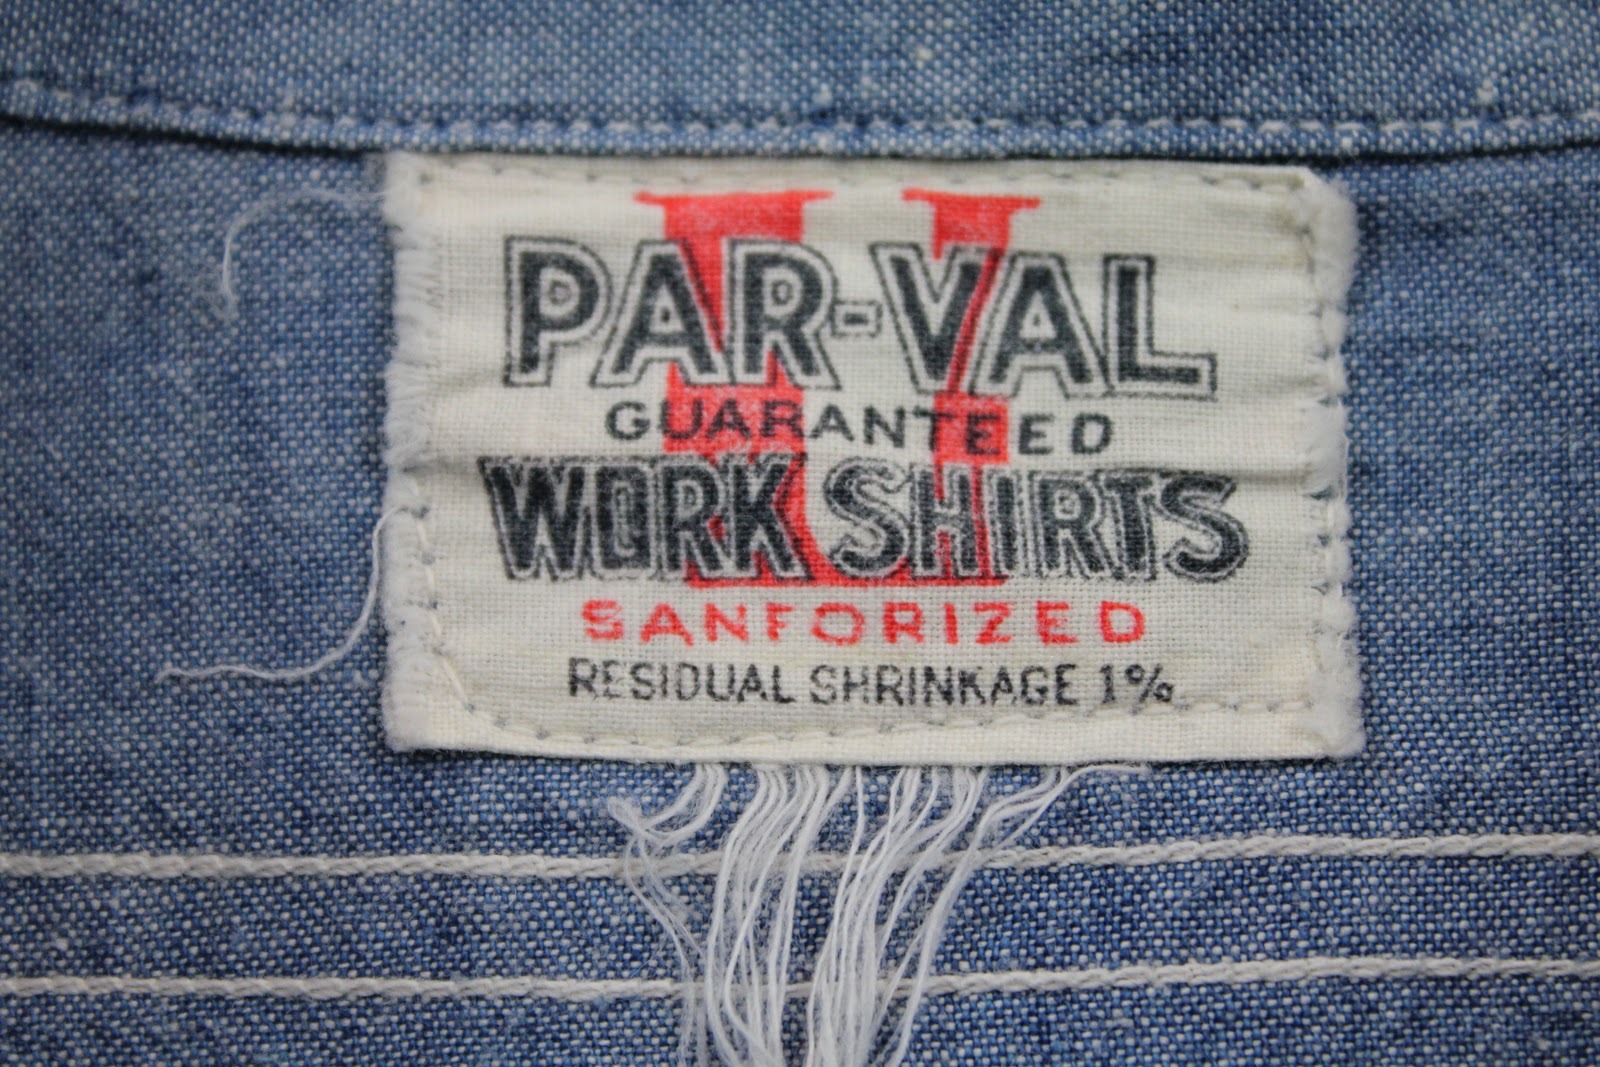 PAR-VAL
GUARANTEED
WORK SHIRTS
SANFORIZED
RESIDUAL SHRINKAGE 1%